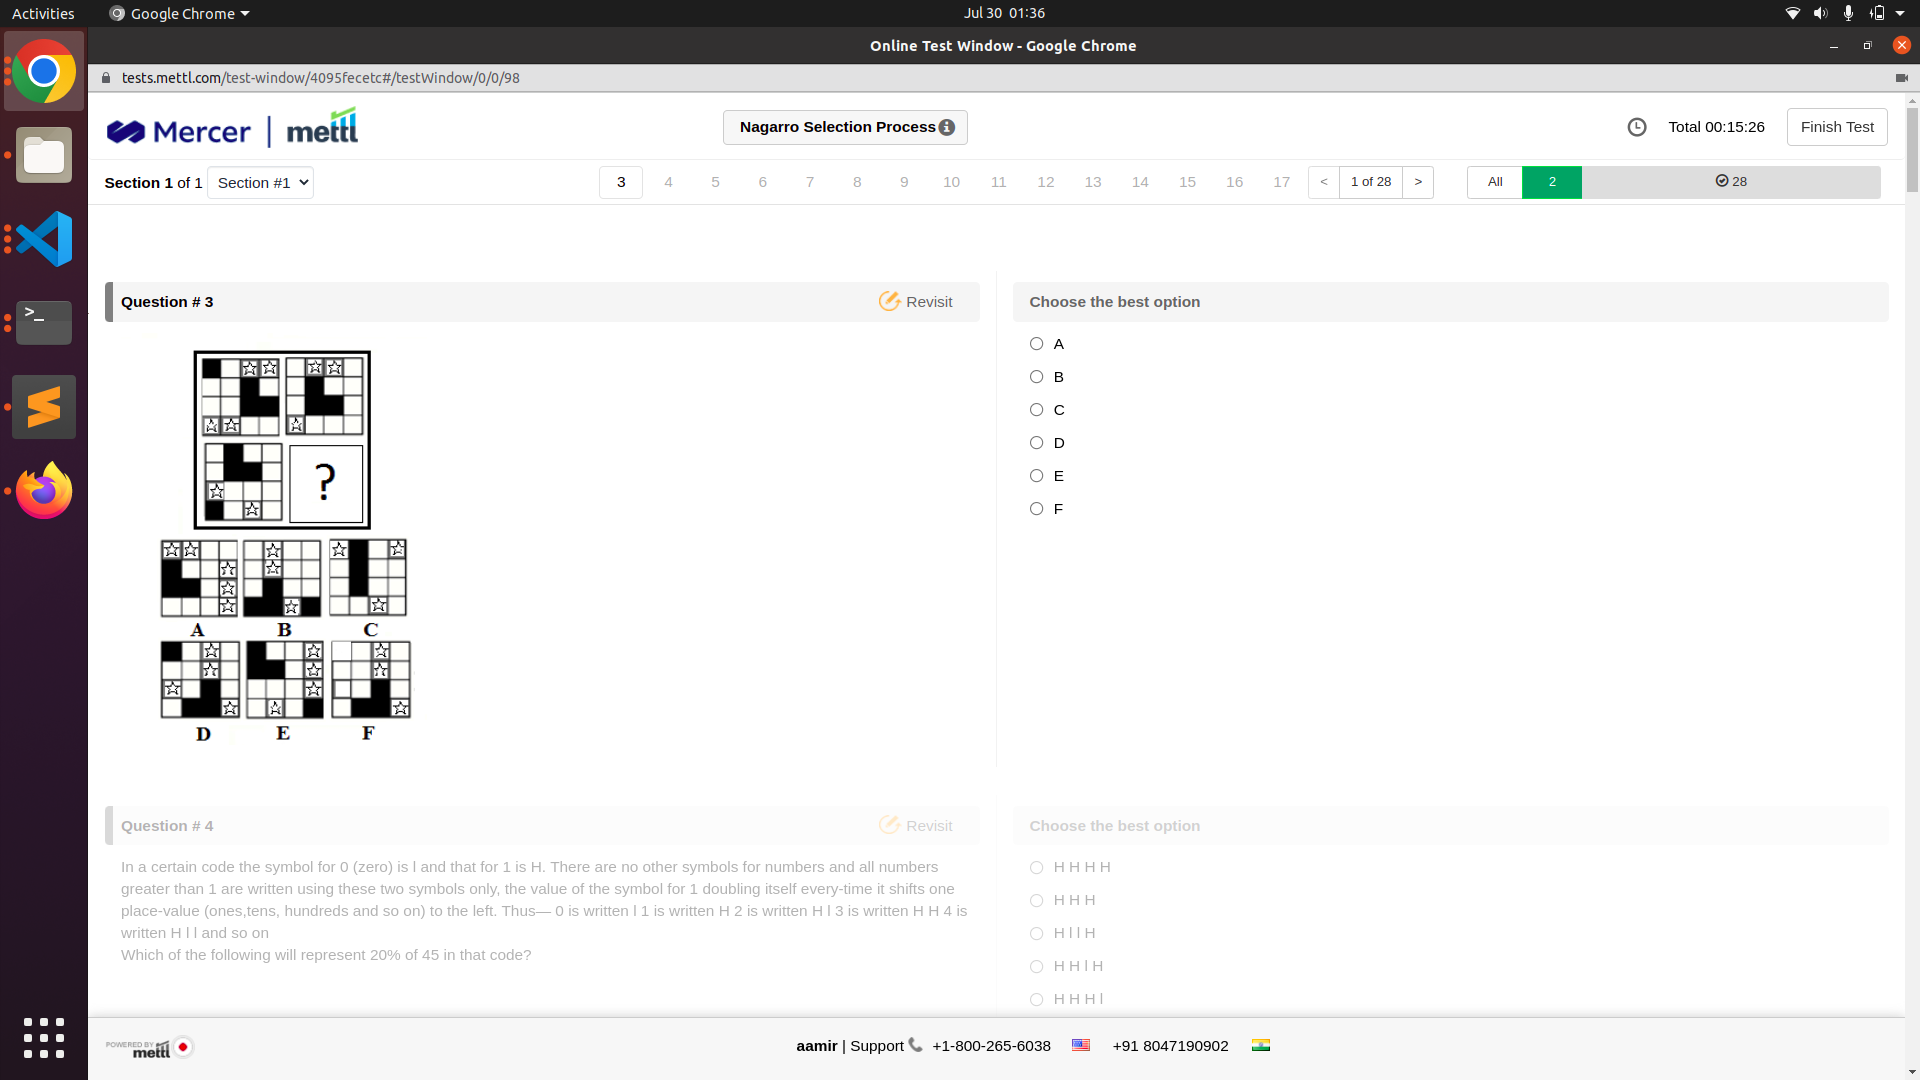 Activities
Google Chrome
Jul 30 01:36
Online Test Window - Google Chrome
tests.mettl.com/test-window/4095fecetc#/testWindow/0/0/98
Mercer | mettl
Nagarro Selection Process
Total 00:15:26
Finish Test
Section 1 of 1
Section #1
3 4 5 6 7 8 9 10 11 12 13 14 15 16 17
< 1 of 28 >
All 2 28
Question # 3
Revisit
Choose the best option
A
B
C
D
E
F
?
A B C
D E F
Question # 4
Revisit
Choose the best option
In a certain code the symbol for 0 (zero) is l and that for 1 is H. There are no other symbols for numbers and all numbers
greater than 1 are written using these two symbols only, the value of the symbol for 1 doubling itself every-time it shifts one
place-value (ones,tens, hundreds and so on) to the left. Thus— 0 is written l 1 is written H 2 is written H l 3 is written H H 4 is
written H l l and so on
Which of the following will represent 20% of 45 in that code?
H H H H
H H H
H l l H
H H l H
H H H l
POWERED BY mettl
aamir | Support +1-800-265-6038 +91 8047190902